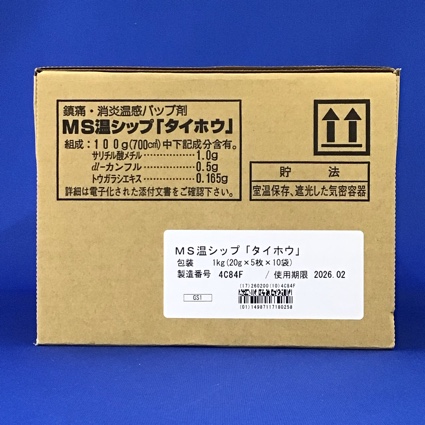 鎮痛・消炎温感パップ剤
MS温シップ「タイホウ」
組成：100g(700cm²)中下記成分含有。
サリチル酸メチル…………1.0g
dl-カンフル…………0.5g
トウガラシエキス…………0.165g
詳細は電子化された添付文書をご確認下さい。
貯法
室温保存、遮光した気密容器
MS温シップ「タイホウ」
包装 1kg(20g×5枚×10袋)
製造番号 4C84F / 使用期限 2026.02
(17)260200(10)4C84F
GS1
(01)14987117100250